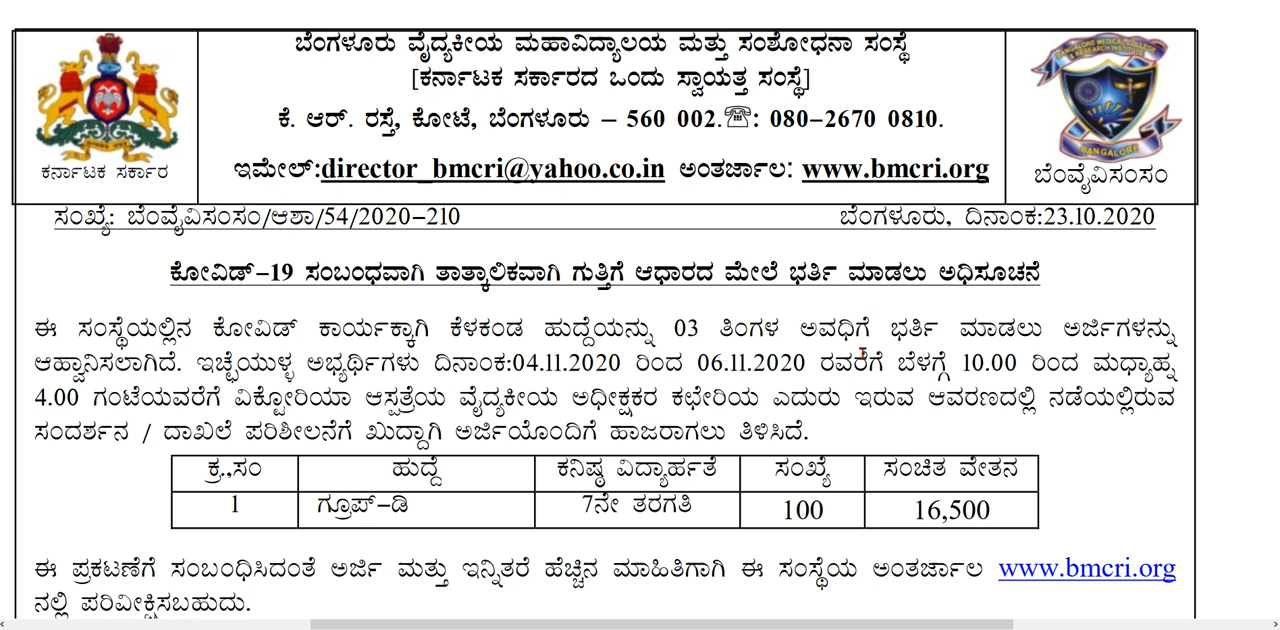 ಬೆಂಗಳೂರು ವೈದ್ಯಕೀಯ ಮಹಾವಿದ್ಯಾಲಯ ಮತ್ತು ಸಂಶೋಧನಾ ಸಂಸ್ಥೆ
[ಕರ್ನಾಟಕ ಸರ್ಕಾರದ ಒಂದು ಸ್ವಾಯತ್ತ ಸಂಸ್ಥೆ]
ಕೆ. ಆರ್. ರಸ್ತೆ, ಕೋಟೆ, ಬೆಂಗಳೂರು – 560 002.☏: 080–2670 0810.
ಇಮೇಲ್:director_bmcri@yahoo.co.in ಅಂತರ್ಜಾಲ: www.bmcri.org
ಕರ್ನಾಟಕ ಸರ್ಕಾರ
BANGALORE MEDICAL COLLEGE
& RESEARCH INSTITUTE
BANGALORE
ಬೆಂವೈವಿಸಂಸಂ
ಸಂಖ್ಯೆ: ಬೆಂವೈವಿಸಂಸಂ/ಆಶಾ/54/2020–210 ಬೆಂಗಳೂರು, ದಿನಾಂಕ:23.10.2020
ಕೋವಿಡ್–19 ಸಂಬಂಧವಾಗಿ ತಾತ್ಕಾಲಿಕವಾಗಿ ಗುತ್ತಿಗೆ ಆಧಾರದ ಮೇಲೆ ಭರ್ತಿ ಮಾಡಲು ಅಧಿಸೂಚನೆ
ಈ ಸಂಸ್ಥೆಯಲ್ಲಿನ ಕೋವಿಡ್ ಕಾರ್ಯಕ್ಕಾಗಿ ಕೆಳಕಂಡ ಹುದ್ದೆಯನ್ನು 03 ತಿಂಗಳ ಅವಧಿಗೆ ಭರ್ತಿ ಮಾಡಲು ಅರ್ಜಿಗಳನ್ನು
ಆಹ್ವಾನಿಸಲಾಗಿದೆ. ಇಚ್ಛೆಯುಳ್ಳ ಅಭ್ಯರ್ಥಿಗಳು ದಿನಾಂಕ:04.11.2020 ರಿಂದ 06.11.2020 ರವರೆಗೆ ಬೆಳಗ್ಗೆ 10.00 ರಿಂದ ಮಧ್ಯಾಹ್ನ
4.00 ಗಂಟೆಯವರೆಗೆ ವಿಕ್ಟೋರಿಯಾ ಆಸ್ಪತ್ರೆಯ ವೈದ್ಯಕೀಯ ಅಧೀಕ್ಷಕರ ಕಛೇರಿಯ ಎದುರು ಇರುವ ಆವರಣದಲ್ಲಿ ನಡೆಯಲ್ಲಿರುವ
ಸಂದರ್ಶನ / ದಾಖಲೆ ಪರಿಶೀಲನೆಗೆ ಖುದ್ದಾಗಿ ಅರ್ಜಿಯೊಂದಿಗೆ ಹಾಜರಾಗಲು ತಿಳಿಸಿದೆ.
ಕ್ರ.,ಸಂ ಹುದ್ದೆ ಕನಿಷ್ಠ ವಿದ್ಯಾರ್ಹತೆ ಸಂಖ್ಯೆ ಸಂಚಿತ ವೇತನ
1 ಗ್ರೂಪ್–ಡಿ 7ನೇ ತರಗತಿ 100 16,500
ಈ ಪ್ರಕಟಣೆಗೆ ಸಂಬಂಧಿಸಿದಂತೆ ಅರ್ಜಿ ಮತ್ತು ಇನ್ನಿತರೆ ಹೆಚ್ಚಿನ ಮಾಹಿತಿಗಾಗಿ ಈ ಸಂಸ್ಥೆಯ ಅಂತರ್ಜಾಲ www.bmcri.org
ನಲ್ಲಿ ಪರಿವೀಕ್ಷಿಸಬಹುದು.